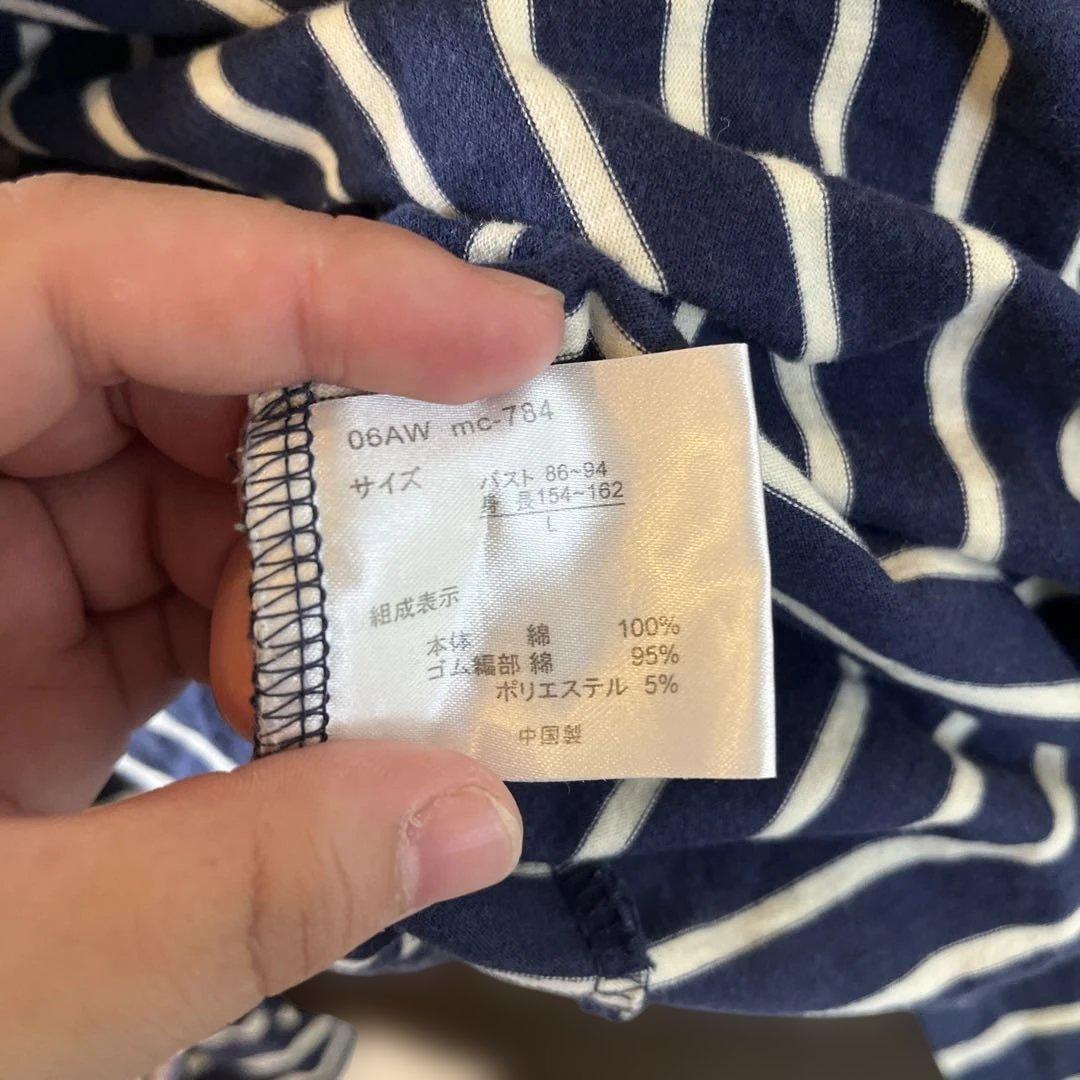 06AW mc-784
サイズ バスト 86~94
身 長154~162
L
組成表示
本体 綿 100%
ゴム編部 綿 95%
ポリエステル 5%
中国製